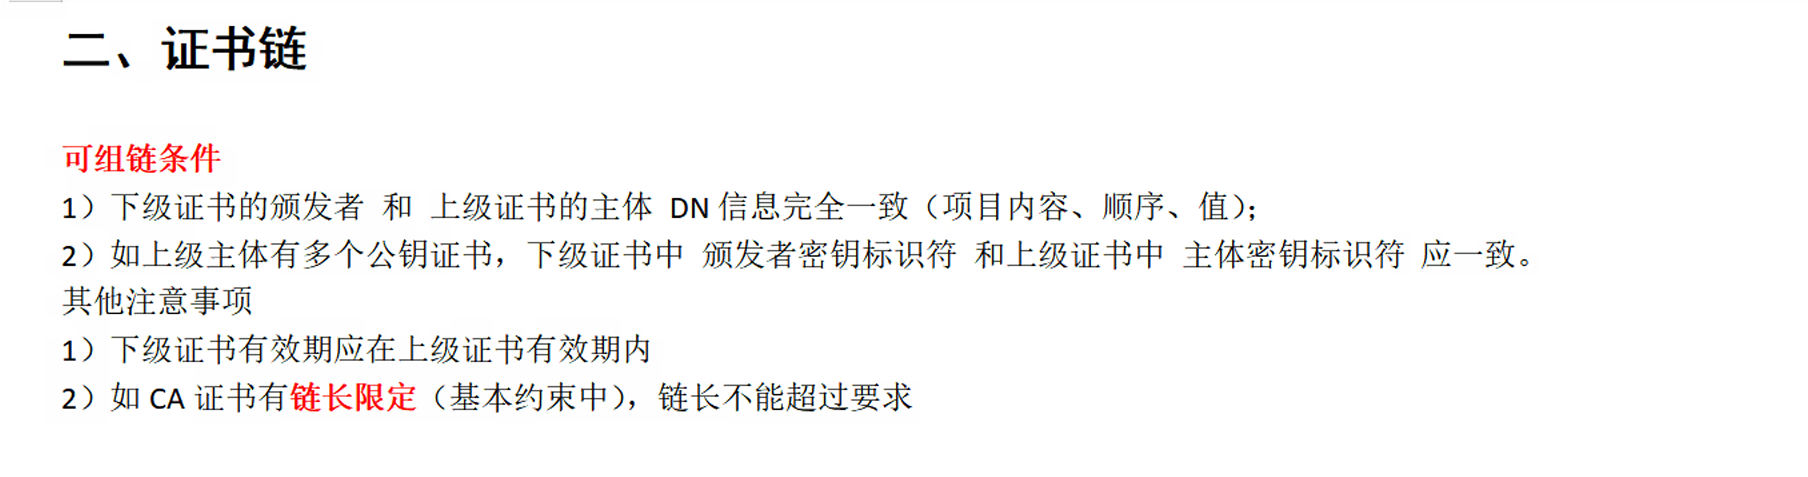 二、证书链
可组链条件
1）下级证书的颁发者 和 上级证书的主体 DN 信息完全一致（项目内容、顺序、值）；
2）如上级主体有多个公钥证书，下级证书中 颁发者密钥标识符 和上级证书中 主体密钥标识符 应一致。
其他注意事项
1）下级证书有效期应在上级证书有效期内
2）如 CA 证书有链长限定（基本约束中），链长不能超过要求